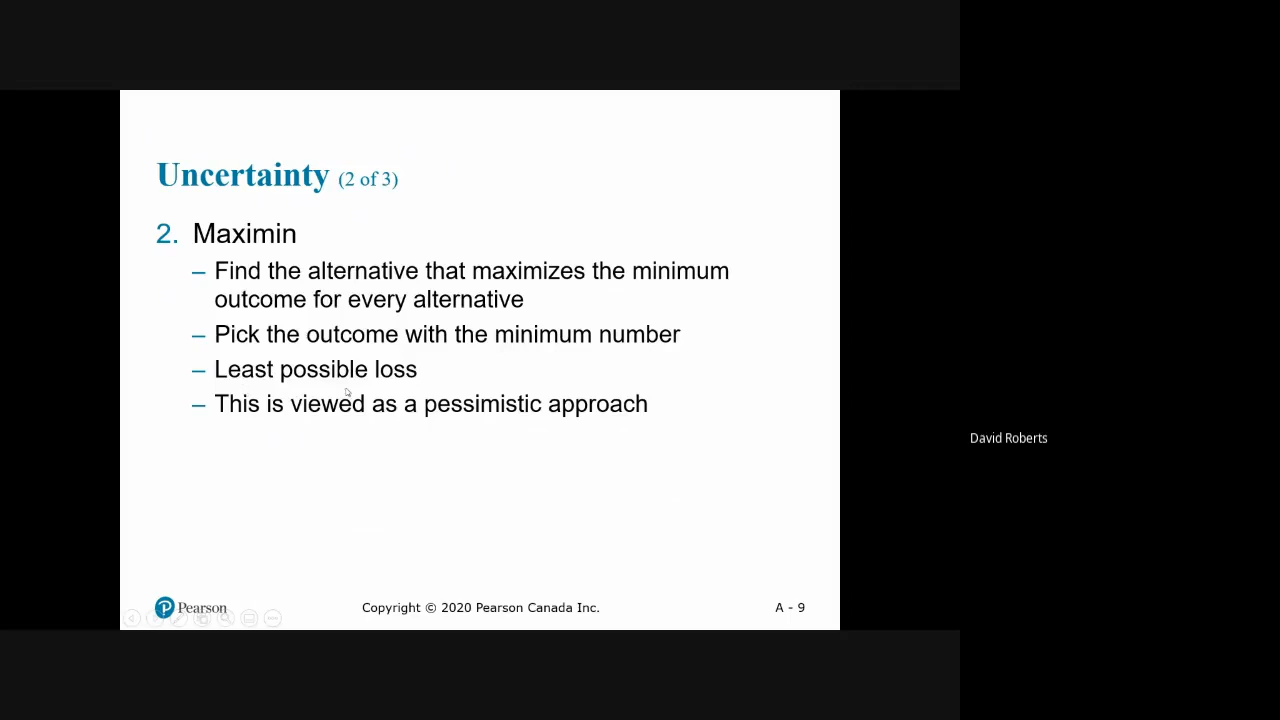 Uncertainty (2 of 3)
2. Maximin
– Find the alternative that maximizes the minimum
outcome for every alternative
– Pick the outcome with the minimum number
– Least possible loss
– This is viewed as a pessimistic approach
David Roberts
Pearson
Copyright © 2020 Pearson Canada Inc.
A - 9